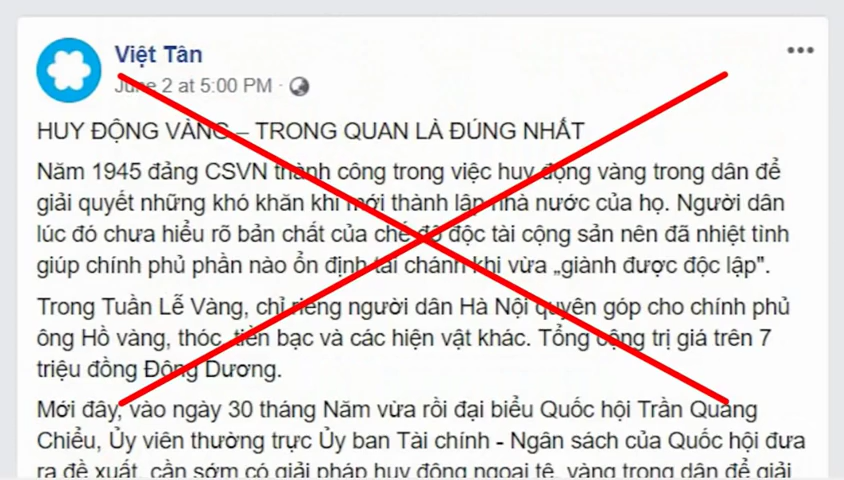 Việt Tân
June 2 at 5:00 PM ·
HUY ĐỘNG VÀNG – TRONG QUAN LÀ ĐÚNG NHẤT
Năm 1945 đảng CSVN thành công trong việc huy động vàng trong dân để
giải quyết những khó khăn khi mới thành lập nhà nước của họ. Người dân
lúc đó chưa hiểu rõ bản chất của chế độ độc tài cộng sản nên đã nhiệt tình
giúp chính phủ phần nào ổn định tài chánh khi vừa „giành được độc lập".
Trong Tuần Lễ Vàng, chỉ riêng người dân Hà Nội quyên góp cho chính phủ
ông Hồ vàng, thóc, tiền bạc và các hiện vật khác. Tổng cộng trị giá trên 7
triệu đồng Đông Dương.
Mới đây, vào ngày 30 tháng Năm vừa rồi đại biểu Quốc hội Trần Quang
Chiểu, Ủy viên thường trực Ủy ban Tài chính - Ngân sách của Quốc hội đưa
ra đề xuất, cần sớm có giải pháp huy động ngoại tệ, vàng trong dân để giải